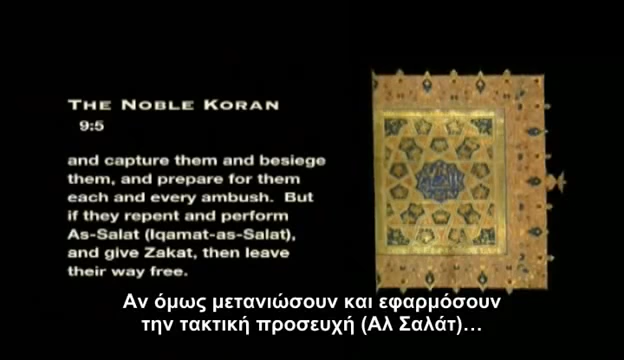 THE NOBLE KORAN
9:5
and capture them and besiege
them, and prepare for them
each and every ambush. But
if they repent and perform
As-Salat (Iqamat-as-Salat),
and give Zakat, then leave
their way free.
Αν όμως μετανιώσουν και εφαρμόσουν
την τακτική προσευχή (Αλ Σαλάτ)...